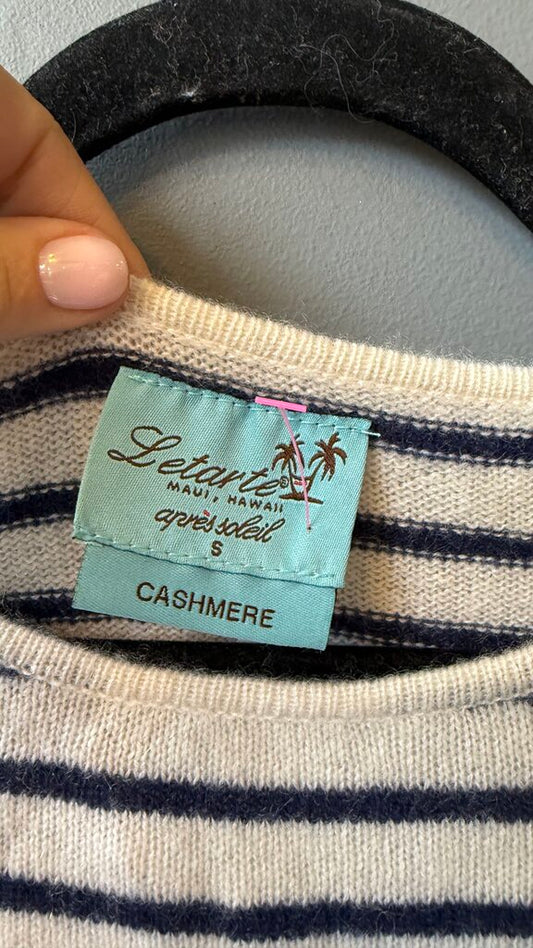 Letarte®
MAUI, HAWAII
après soleil
S
CASHMERE